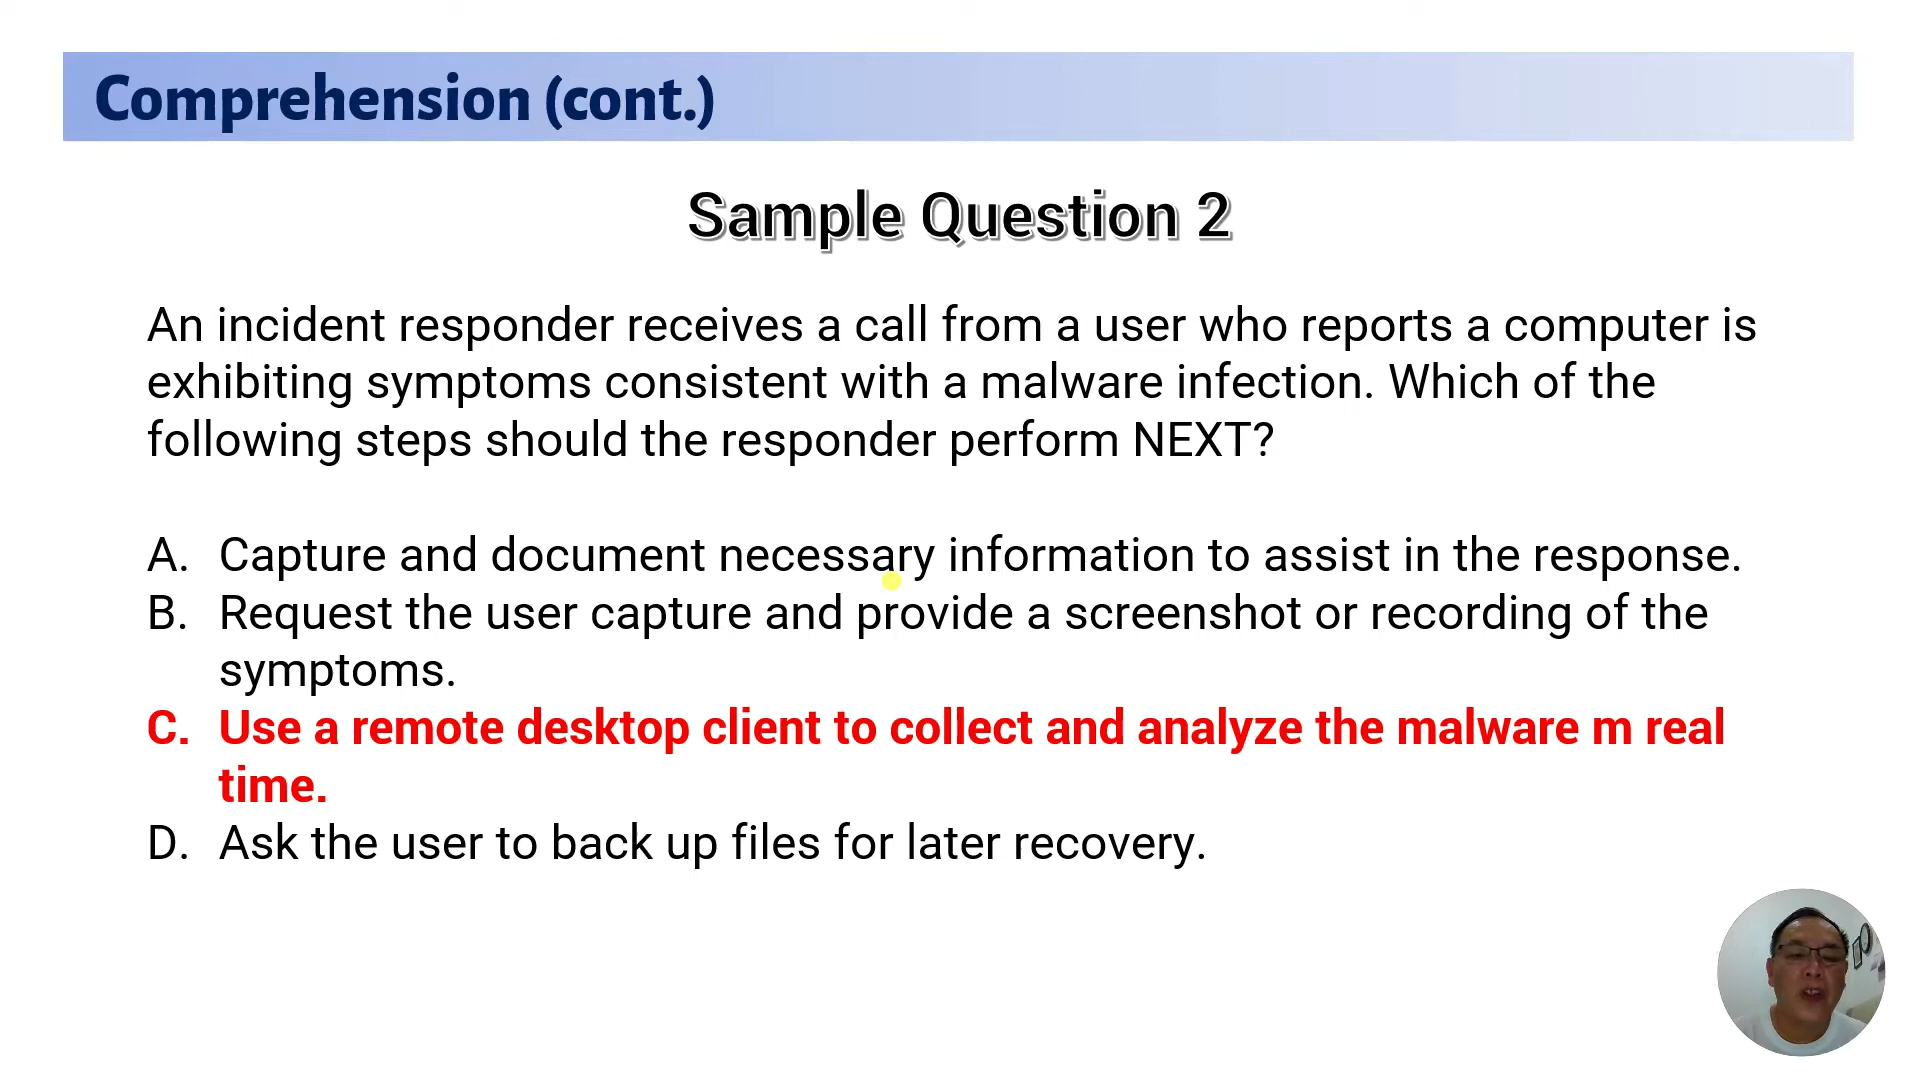 Comprehension (cont.)
Sample Question 2
An incident responder receives a call from a user who reports a computer is
exhibiting symptoms consistent with a malware infection. Which of the
following steps should the responder perform NEXT?
A. Capture and document necessary information to assist in the response.
B. Request the user capture and provide a screenshot or recording of the
symptoms.
C. Use a remote desktop client to collect and analyze the malware m real
time.
D. Ask the user to back up files for later recovery.